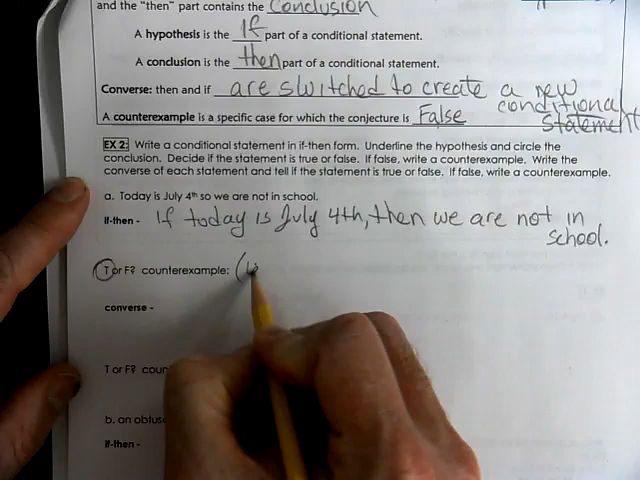 and the "then" part contains the Conclusion
A hypothesis is the If part of a conditional statement.
A conclusion is the then part of a conditional statement.
Converse: then and if are switched to create a new conditional statement
A counterexample is a specific case for which the conjecture is False
EX 2: Write a conditional statement in if-then form. Underline the hypothesis and circle the
conclusion. Decide if the statement is true or false. If false, write a counterexample. Write the
converse of each statement and tell if the statement is true or false. If false, write a counterexample.
a. Today is July 4th so we are not in school.
If-then - If today is July 4th, then we are not in
school.
T or F? counterexample: (
converse -
T or F?
b. an
If-then -